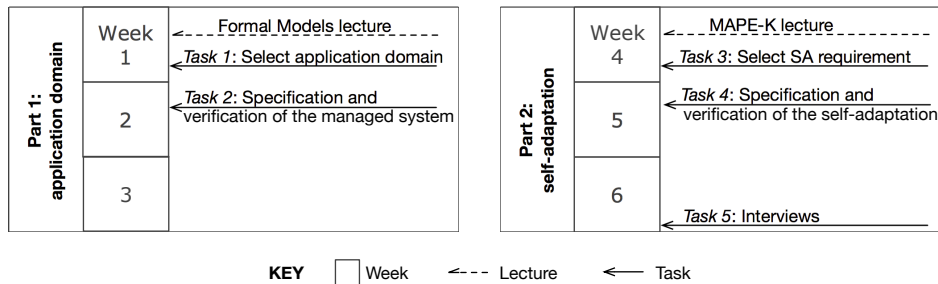 Part 1:
application domain
Week
1
2
3
Formal Models lecture
Task 1: Select application domain
Task 2: Specification and
verification of the managed system
Part 2:
self-adaptation
Week
4
5
6
MAPE-K lecture
Task 3: Select SA requirement
Task 4: Specification and
verification of the self-adaptation
Task 5: Interviews
KEY Week Lecture Task